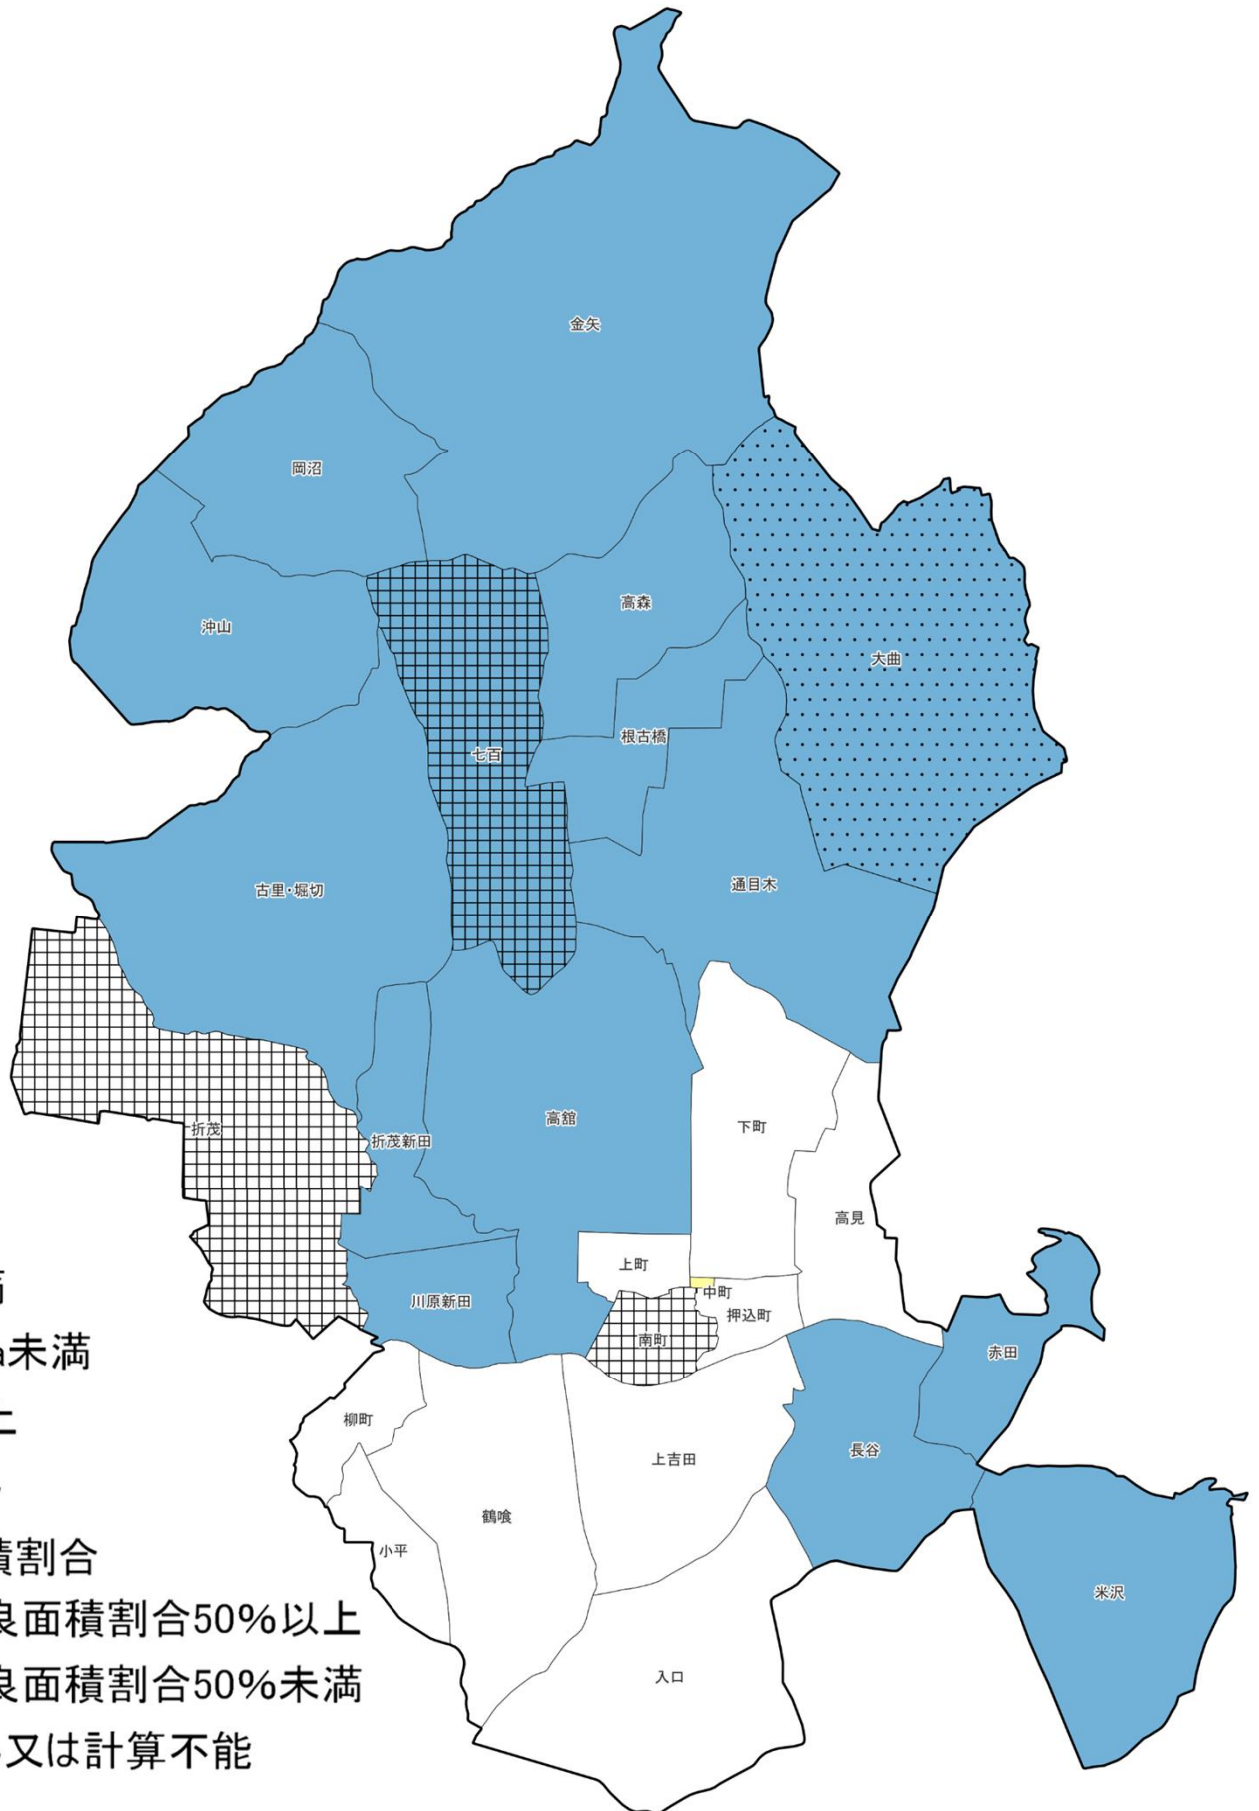 金矢
岡沼
高森
沖山
大曲
根古橋
七百
通目木
古里・堀切
高舘
下町
折茂
折茂新田
高見
上町
中町
川原新田
押込町
南町
赤田
未満
柳町
長谷
上吉田
鶴喰
積割合
小平
米沢
良面積割合50%以上
入口
良面積割合50%未満
又は計算不能